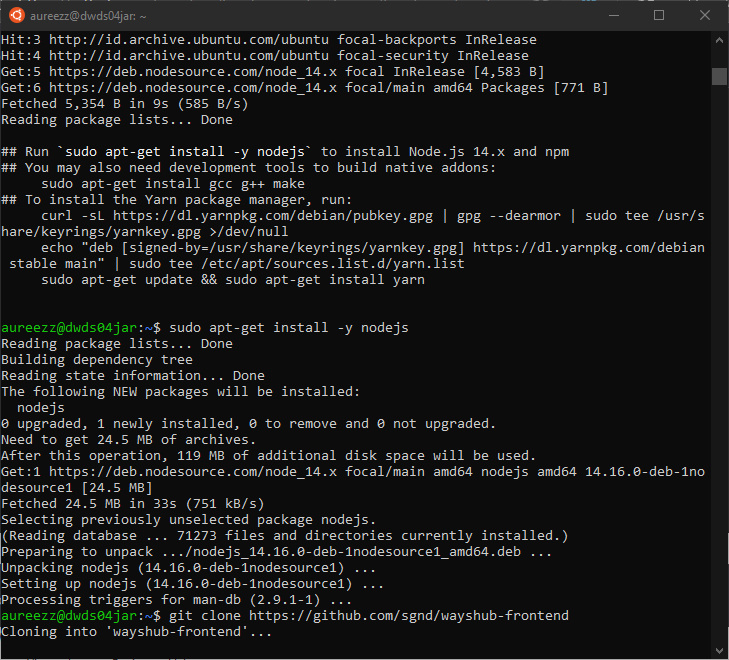 aureezz@dwds04jar: ~
Hit:3 http://id.archive.ubuntu.com/ubuntu focal-backports InRelease
Hit:4 http://id.archive.ubuntu.com/ubuntu focal-security InRelease
Get:5 https://deb.nodesource.com/node_14.x focal InRelease [4,583 B]
Get:6 https://deb.nodesource.com/node_14.x focal/main amd64 Packages [771 B]
Fetched 5,354 B in 9s (585 B/s)
Reading package lists... Done
## Run `sudo apt-get install -y nodejs` to install Node.js 14.x and npm
## You may also need development tools to build native addons:
     sudo apt-get install gcc g++ make
## To install the Yarn package manager, run:
     curl -sL https://dl.yarnpkg.com/debian/pubkey.gpg | gpg --dearmor | sudo tee /usr/s
hare/keyrings/yarnkey.gpg >/dev/null
     echo "deb [signed-by=/usr/share/keyrings/yarnkey.gpg] https://dl.yarnpkg.com/debian
 stable main" | sudo tee /etc/apt/sources.list.d/yarn.list
     sudo apt-get update && sudo apt-get install yarn
aureezz@dwds04jar:~$ sudo apt-get install -y nodejs
Reading package lists... Done
Building dependency tree
Reading state information... Done
The following NEW packages will be installed:
  nodejs
0 upgraded, 1 newly installed, 0 to remove and 0 not upgraded.
Need to get 24.5 MB of archives.
After this operation, 119 MB of additional disk space will be used.
Get:1 https://deb.nodesource.com/node_14.x focal/main amd64 nodejs amd64 14.16.0-deb-1no
desource1 [24.5 MB]
Fetched 24.5 MB in 33s (751 kB/s)
Selecting previously unselected package nodejs.
(Reading database ... 71273 files and directories currently installed.)
Preparing to unpack .../nodejs_14.16.0-deb-1nodesource1_amd64.deb ...
Unpacking nodejs (14.16.0-deb-1nodesource1) ...
Setting up nodejs (14.16.0-deb-1nodesource1) ...
Processing triggers for man-db (2.9.1-1) ...
aureezz@dwds04jar:~$ git clone https://github.com/sgnd/wayshub-frontend
Cloning into 'wayshub-frontend'...